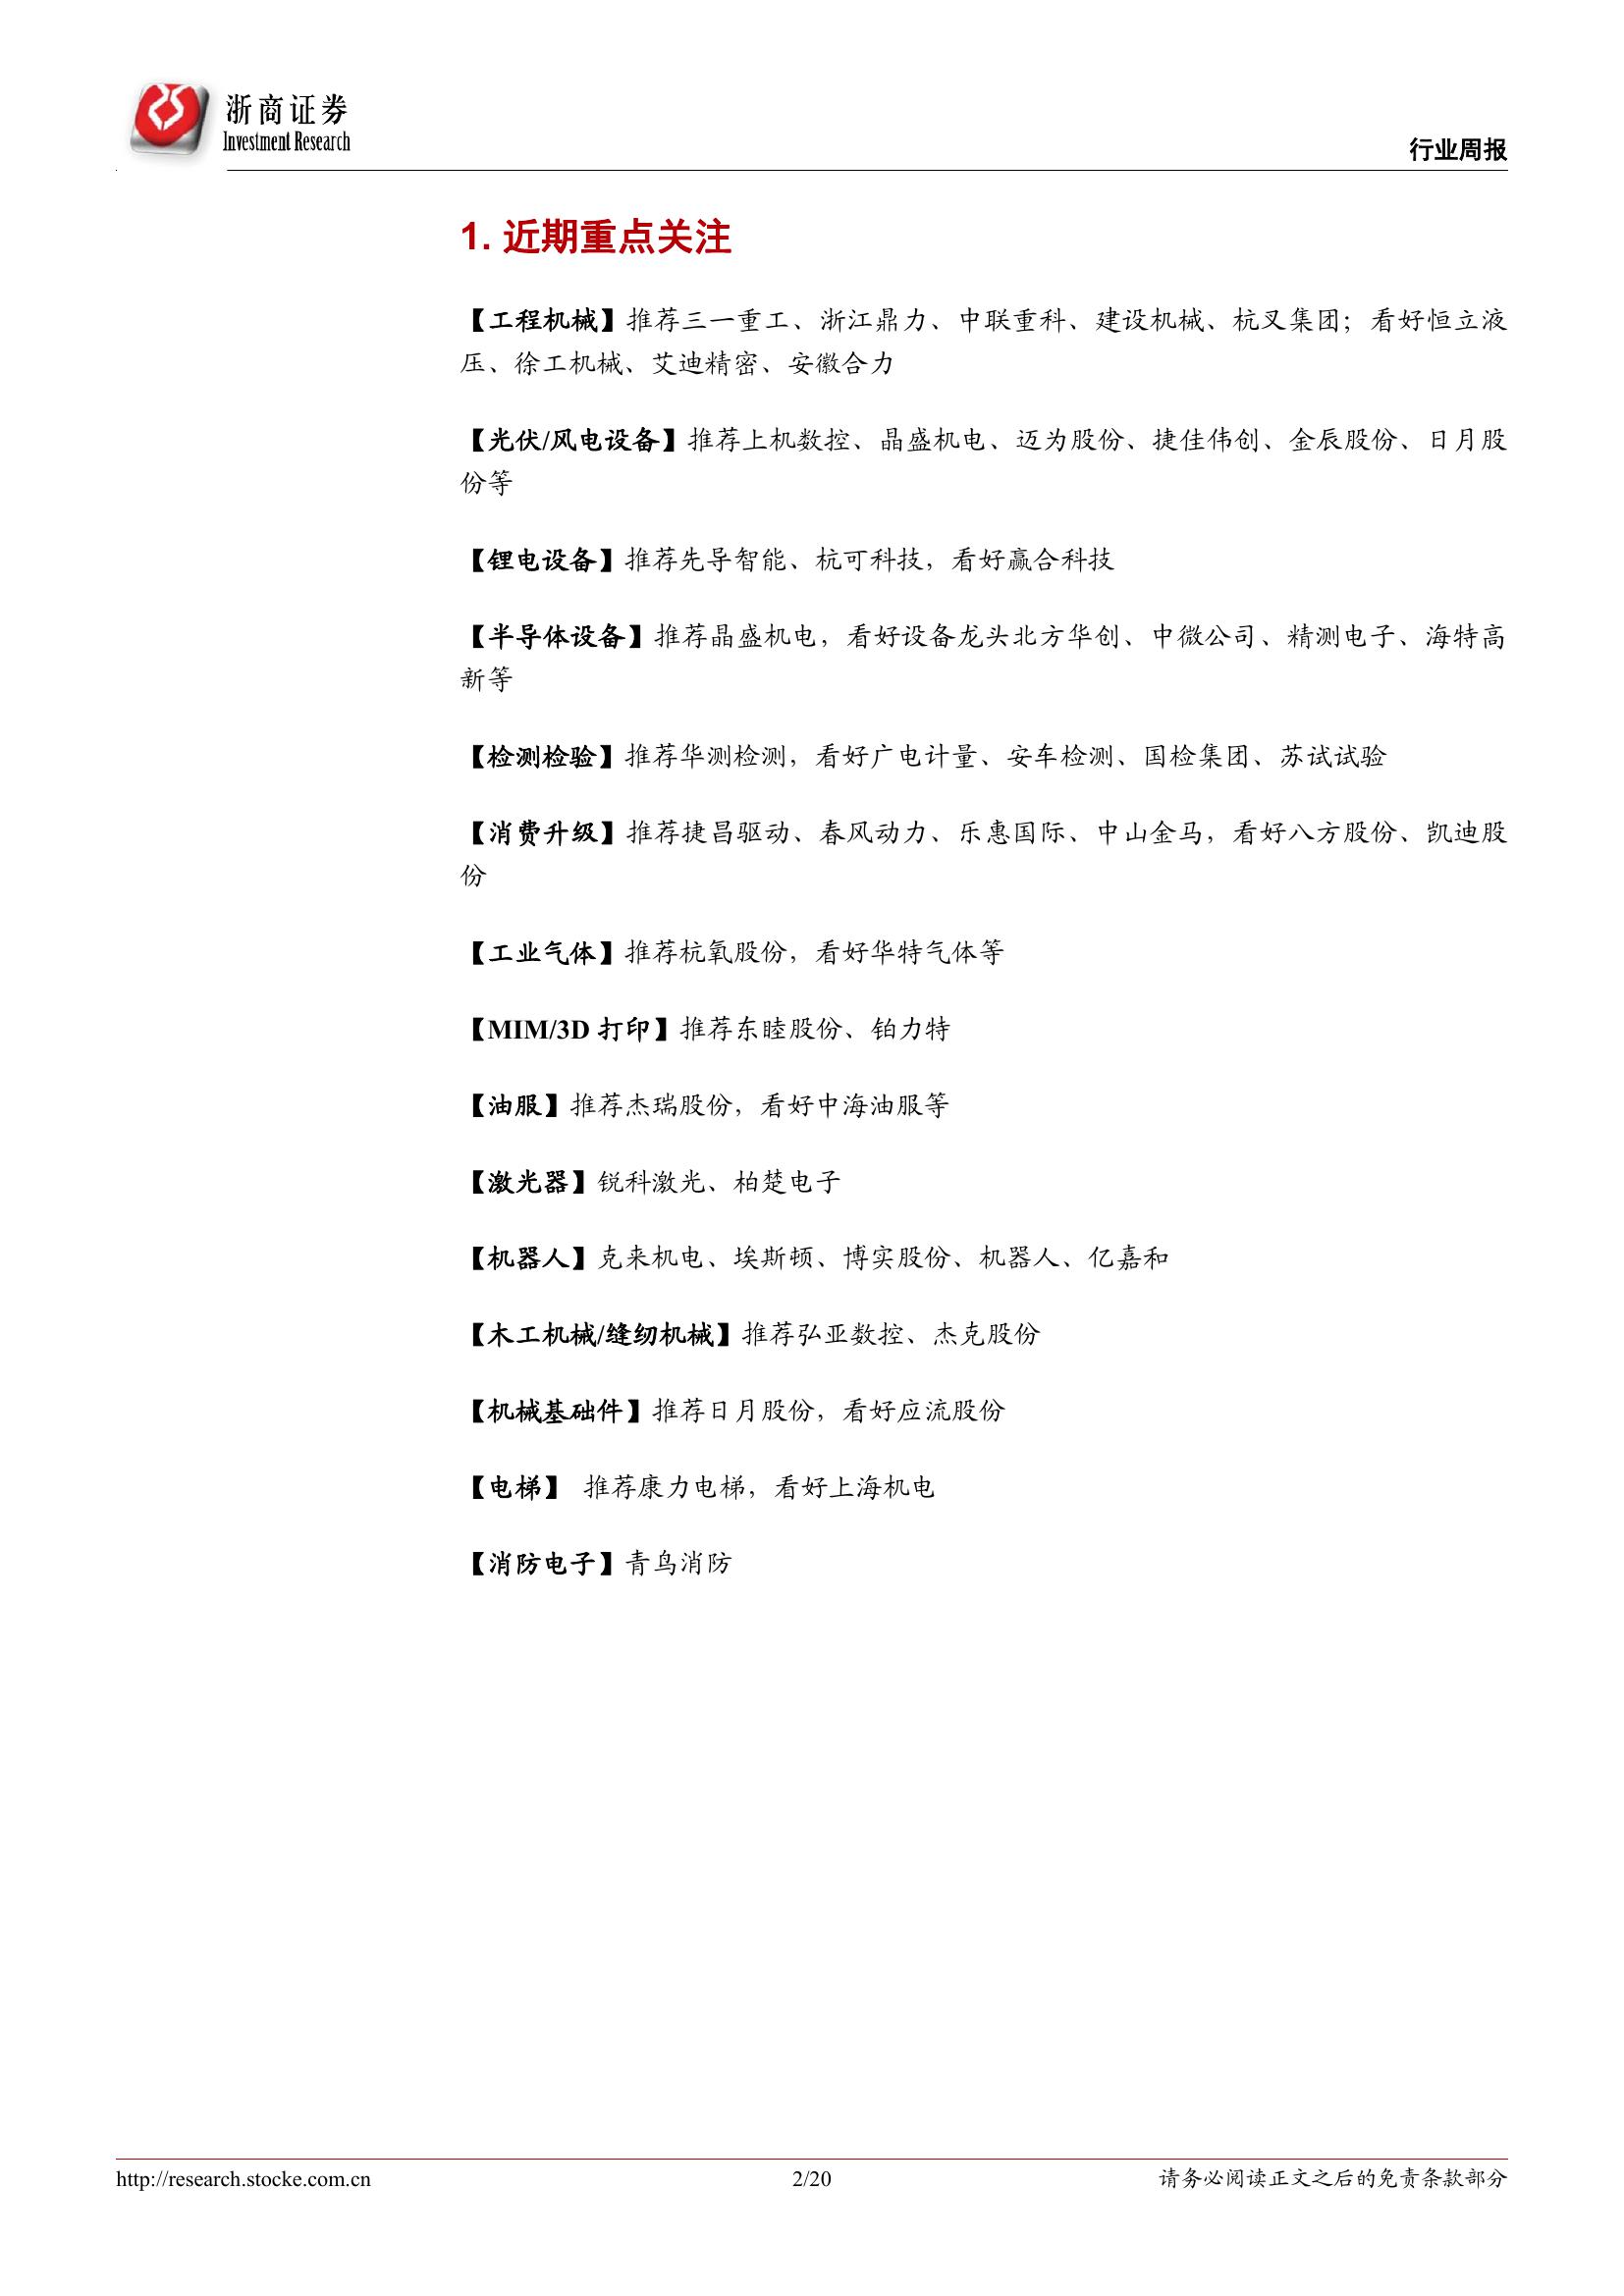 浙商证券
Investment Research
行业周报
1. 近期重点关注
【工程机械】推荐三一重工、浙江鼎力、中联重科、建设机械、杭叉集团；看好恒立液
压、徐工机械、艾迪精密、安徽合力
【光伏/风电设备】推荐上机数控、晶盛机电、迈为股份、捷佳伟创、金辰股份、日月股
份等
【锂电设备】推荐先导智能、杭可科技，看好赢合科技
【半导体设备】推荐晶盛机电，看好设备龙头北方华创、中微公司、精测电子、海特高
新等
【检测检验】推荐华测检测，看好广电计量、安车检测、国检集团、苏试试验
【消费升级】推荐捷昌驱动、春风动力、乐惠国际、中山金马，看好八方股份、凯迪股
份
【工业气体】推荐杭氧股份，看好华特气体等
【MIM/3D 打印】推荐东睦股份、铂力特
【油服】推荐杰瑞股份，看好中海油服等
【激光器】锐科激光、柏楚电子
【机器人】克来机电、埃斯顿、博实股份、机器人、亿嘉和
【木工机械/缝纫机械】推荐弘亚数控、杰克股份
【机械基础件】推荐日月股份，看好应流股份
【电梯】 推荐康力电梯，看好上海机电
【消防电子】青鸟消防
http://research.stocke.com.cn
2/20
请务必阅读正文之后的免责条款部分